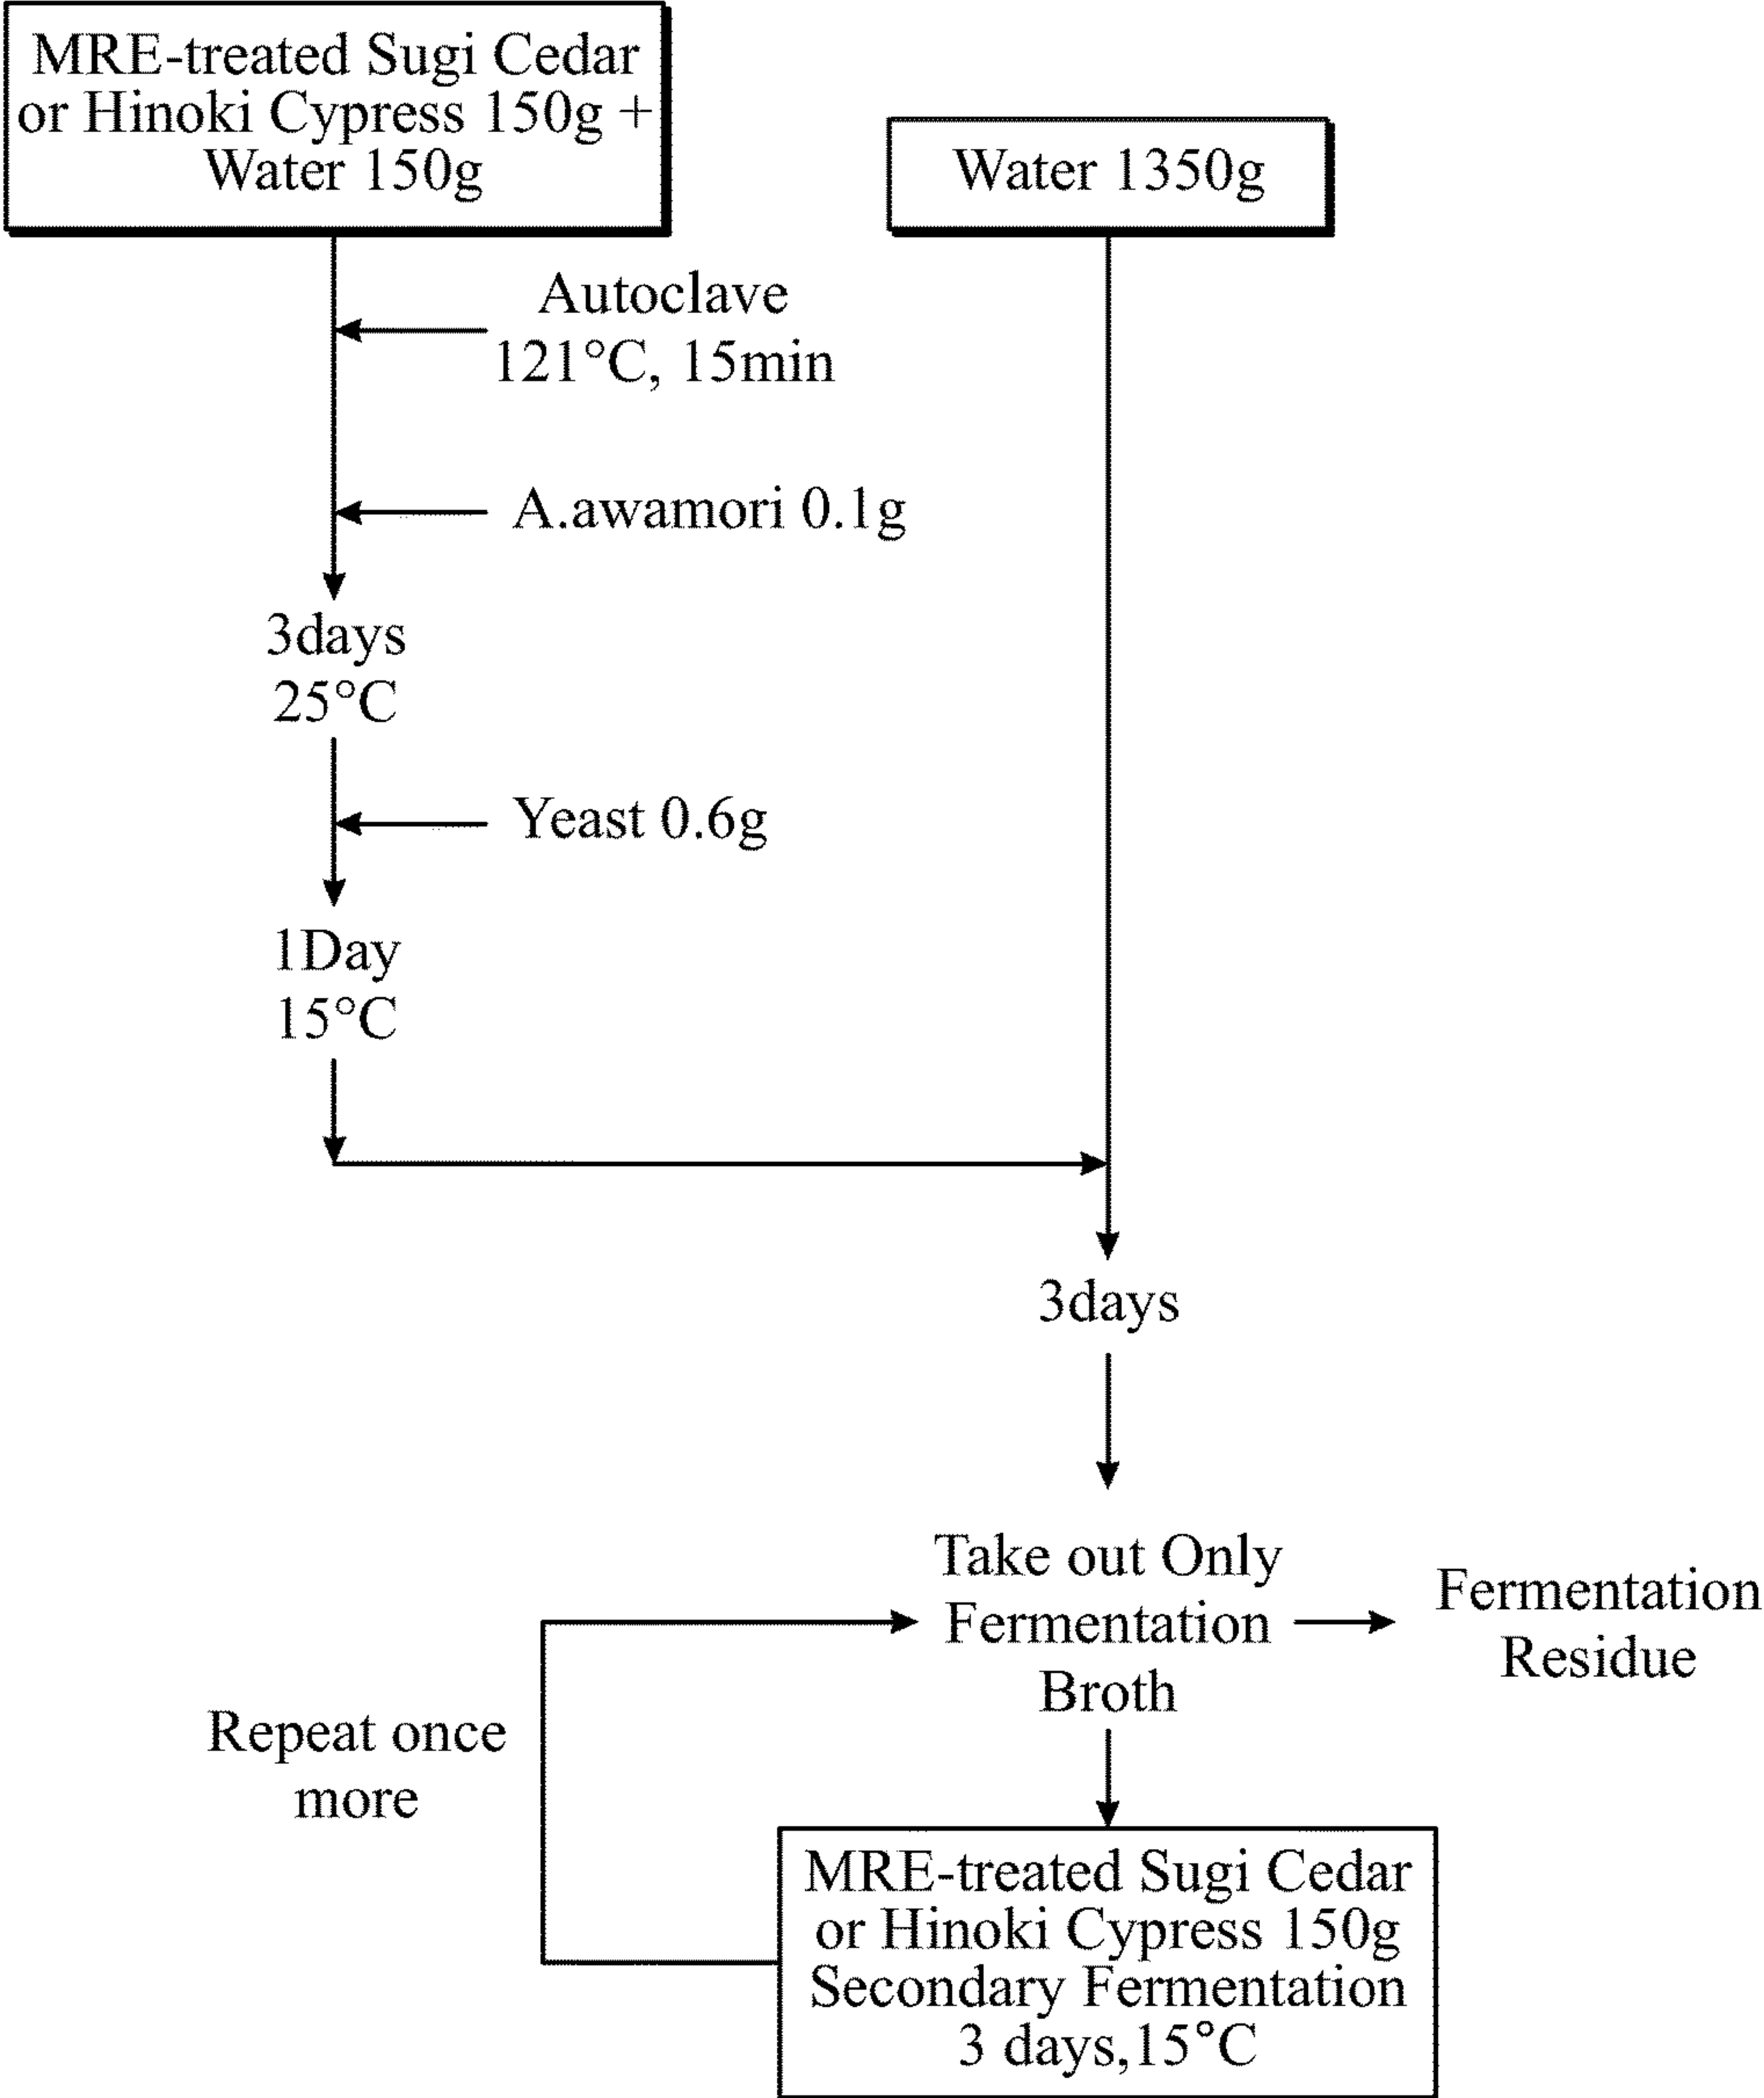 MRE-treated Sugi Cedar
or Hinoki Cypress 150g +
Water 150g
Water 1350g
Autoclave
121°C, 15min
A.awamori 0.1g
3days
25°C
Yeast 0.6g
1Day
15°C
3days
Take out Only
Fermentation
Broth
Fermentation
Residue
Repeat once
more
MRE-treated Sugi Cedar
or Hinoki Cypress 150g
Secondary Fermentation
3 days,15°C